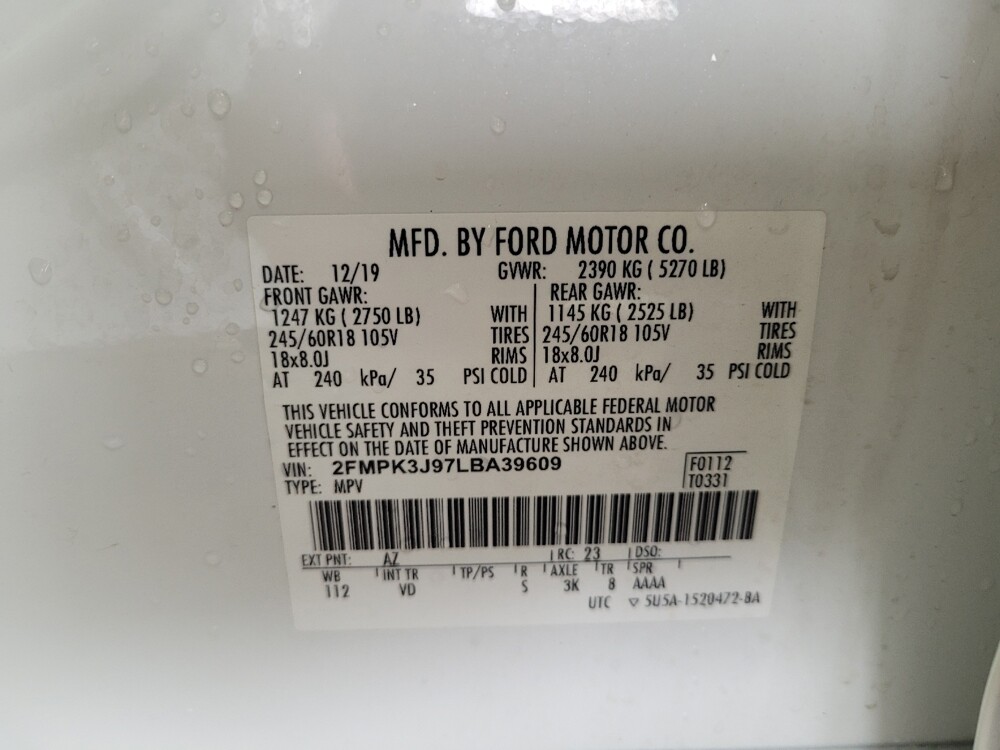 MFD. BY FORD MOTOR CO.
DATE: 12/19 GVWR: 2390 KG ( 5270 LB)
FRONT GAWR: REAR GAWR:
1247 KG ( 2750 LB) WITH 1145 KG ( 2525 LB) WITH
245/60R18 105V TIRES 245/60R18 105V TIRES
18x8.0J RIMS 18x8.0J RIMS
AT 240 kPa/ 35 PSI COLD AT 240 kPa/ 35 PSI COLD
THIS VEHICLE CONFORMS TO ALL APPLICABLE FEDERAL MOTOR
VEHICLE SAFETY AND THEFT PREVENTION STANDARDS IN
EFFECT ON THE DATE OF MANUFACTURE SHOWN ABOVE.
VIN: 2FMPK3J97LBA39609 F0112
TYPE: MPV T0331
EXT PNT: AZ RC: 23 DSO:
WB INT TR TP/PS R AXLE TR SPR
112 VD S 3K 8 AAAA
UTC ▽ 5U5A-1520472-BA